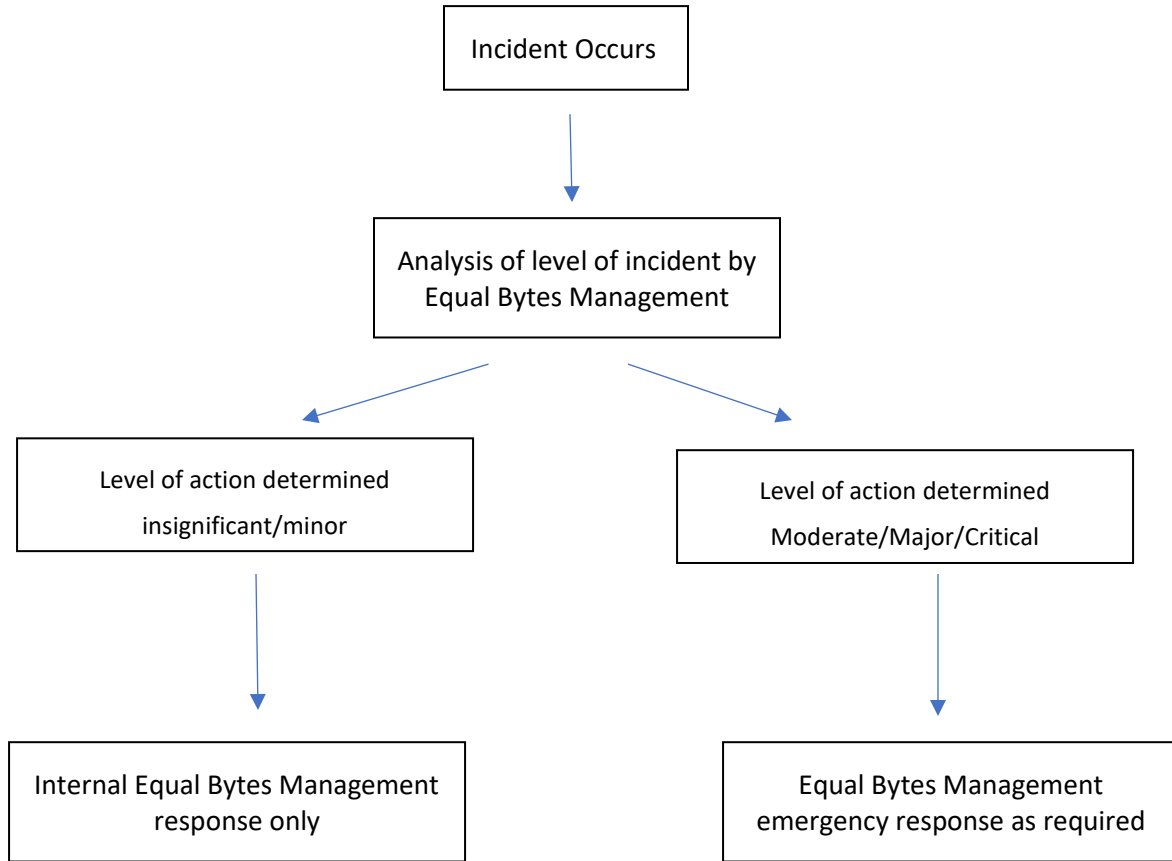 Incident Occurs
Analysis of level of incident by
Equal Bytes Management
Level of action determined
insignificant/minor
Level of action determined
Moderate/Major/Critical
Internal Equal Bytes Management
response only
Equal Bytes Management
emergency response as required